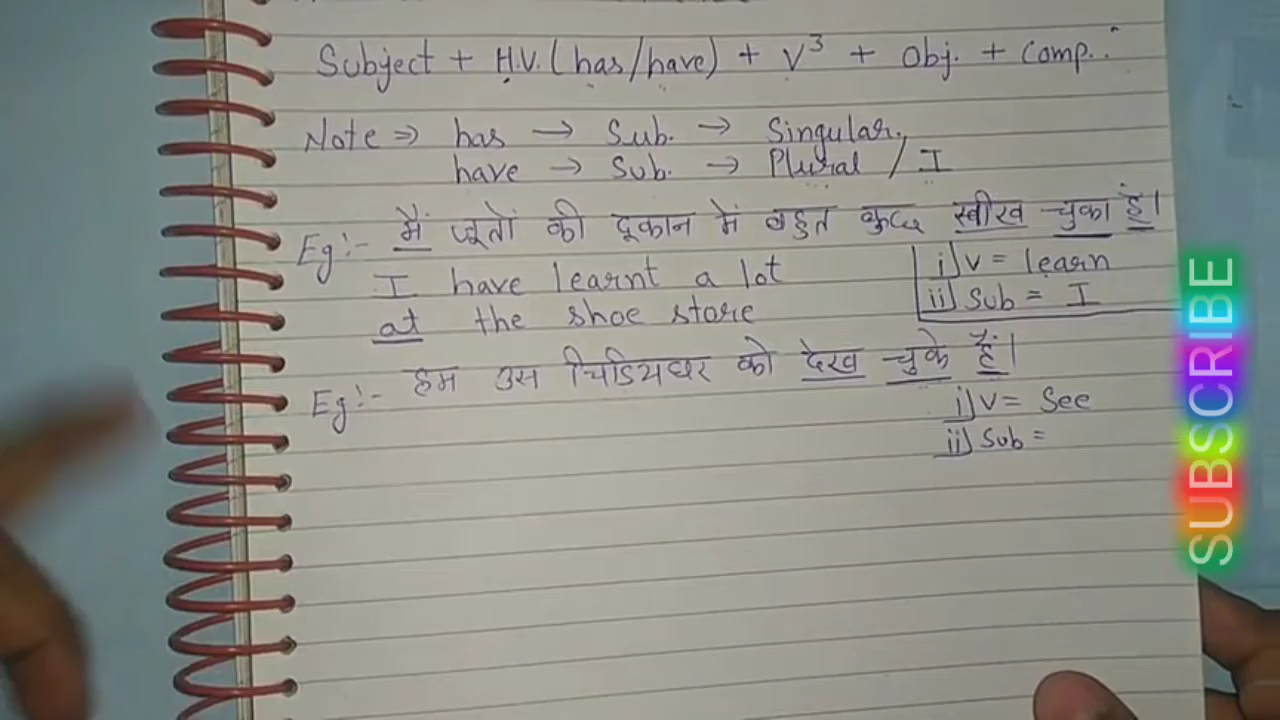 Subject + H.V. (has/have) + V³ + Obj. + Comp..
Note ⇒ has → Sub. → Singular.
have → Sub. → Plural / I
Eg:- मैं जूतों की दूकान में बहुत कुछ सीख चुका हूं।
I have learnt a lot
at the shoe store
i) V = learn
ii) Sub = I
Eg:- हम उस चिडियघर को देख चुके हैं।
i) V = See
ii) Sub =
SUBSCRIBE